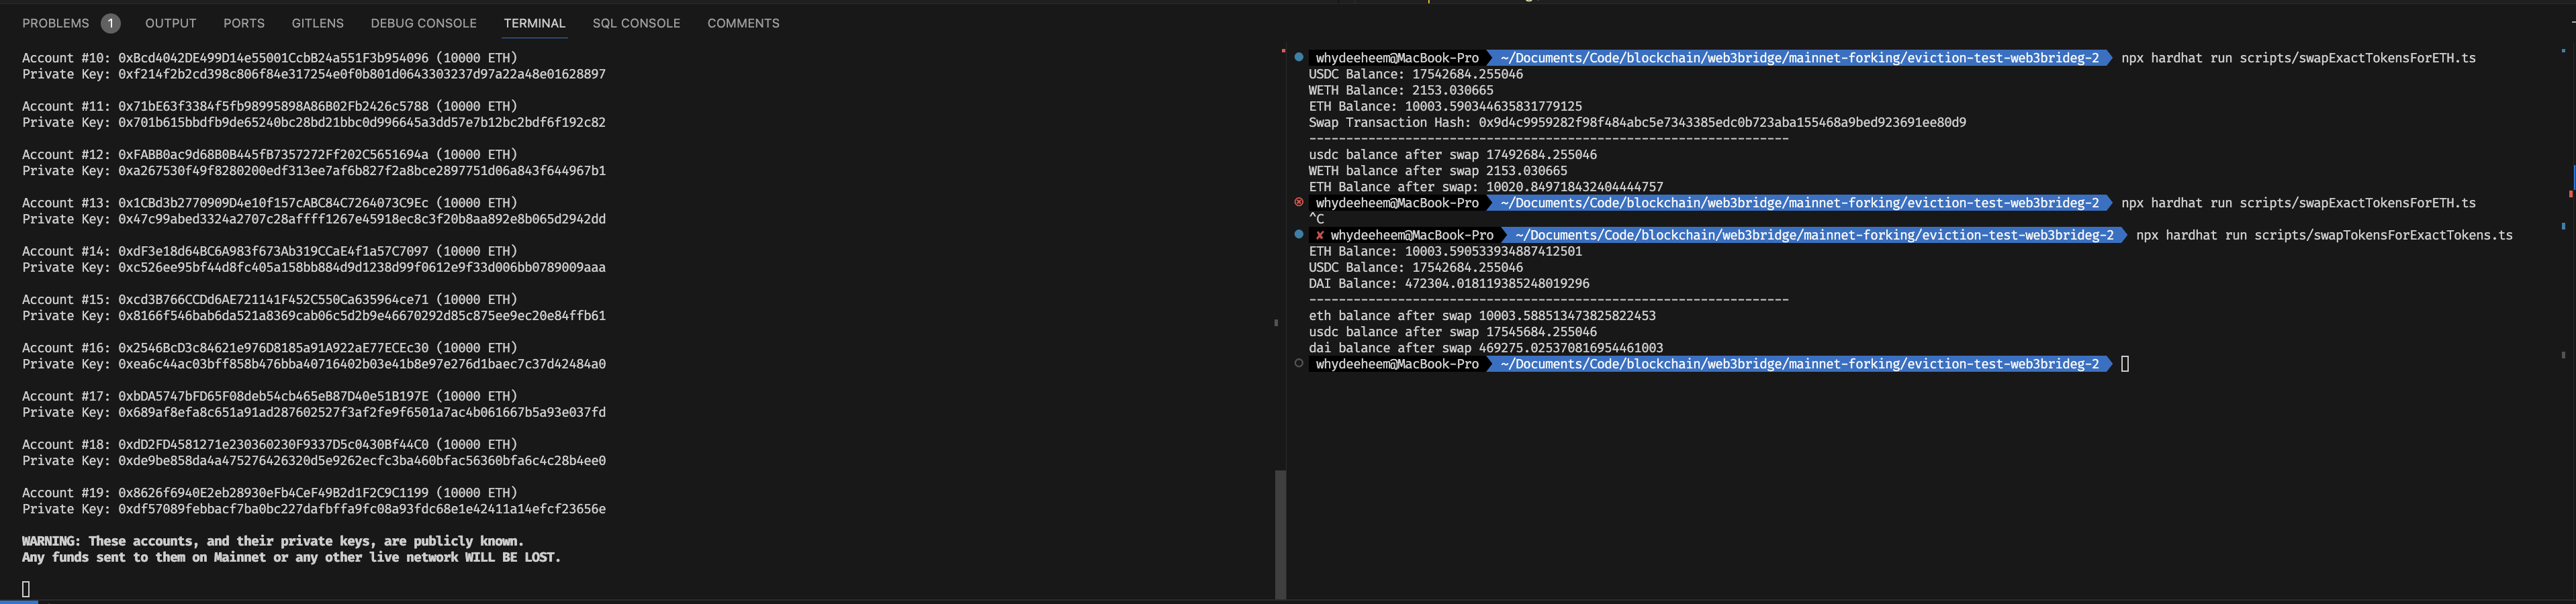 PROBLEMS 1 OUTPUT PORTS GITLENS DEBUG CONSOLE TERMINAL SQL CONSOLE COMMENTS
Account #10: 0xBcd4042DE499D14e55001CcbB24a551F3b954096 (10000 ETH)
Private Key: 0xf214f2b2cd398c806f84e317254e0f0b801d0643303237d97a22a48e01628897
Account #11: 0x71bE63f3384f5fb98995898A86B02Fb2426c5788 (10000 ETH)
Private Key: 0x701b615bbdfb9de65240bc28bd21bbc0d996645a3dd57e7b12bc2bdf6f192c82
Account #12: 0xFABB0ac9d68B0B445fB7357272Ff202C5651694a (10000 ETH)
Private Key: 0xa267530f49f8280200edf313ee7af6b827f2a8bce2897751d06a843f644967b1
Account #13: 0x1CBd3b2770909D4e10f157cABC84C7264073C9Ec (10000 ETH)
Private Key: 0x47c99abed3324a2707c28affff1267e45918ec8c3f20b8aa892e8b065d2942dd
Account #14: 0xdF3e18d64BC6A983f673Ab319CCaE4f1a57C7097 (10000 ETH)
Private Key: 0xc526ee95bf44d8fc405a158bb884d9d1238d99f0612e9f33d006bb0789009aaa
Account #15: 0xcd3B766CCDd6AE721141F452C550Ca635964ce71 (10000 ETH)
Private Key: 0x8166f546bab6da521a8369cab06c5d2b9e46670292d85c875ee9ec20e84ffb61
Account #16: 0x2546BcD3c84621e976D8185a91A922aE77ECEc30 (10000 ETH)
Private Key: 0xea6c44ac03bff858b476bba40716402b03e41b8e97e276d1baec7c37d42484a0
Account #17: 0xbDA5747bFD65F08deb54cb465eB87D40e51B197E (10000 ETH)
Private Key: 0x689af8efa8c651a91ad287602527f3af2fe9f6501a7ac4b061667b5a93e037fd
Account #18: 0xdD2FD4581271e230360230F9337D5c0430Bf44C0 (10000 ETH)
Private Key: 0xde9be858da4a475276426320d5e9262ecfc3ba460bfac56360bfa6c4c28b4ee0
Account #19: 0x8626f6940E2eb28930eFb4CeF49B2d1F2C9C1199 (10000 ETH)
Private Key: 0xdf57089febbacf7ba0bc227dafbffa9fc08a93fdc68e1e42411a14efcf23656e
WARNING: These accounts, and their private keys, are publicly known.
Any funds sent to them on Mainnet or any other live network WILL BE LOST.
whydeeheem@MacBook-Pro ~/Documents/Code/blockchain/web3bridge/mainnet-forking/eviction-test-web3brideg-2 npx hardhat run scripts/swapExactTokensForETH.ts
USDC Balance: 17542684.255046
WETH Balance: 2153.030665
ETH Balance: 10003.590344635831779125
Swap Transaction Hash: 0x9d4c9959282f98f484abc5e7343385edc0b723aba155468a9bed923691ee80d9
-----------------------------------------------------------------
usdc balance after swap 17492684.255046
WETH balance after swap 2153.030665
ETH Balance after swap: 10020.849718432404444757
whydeeheem@MacBook-Pro ~/Documents/Code/blockchain/web3bridge/mainnet-forking/eviction-test-web3brideg-2 npx hardhat run scripts/swapExactTokensForETH.ts
^C
✘ whydeeheem@MacBook-Pro ~/Documents/Code/blockchain/web3bridge/mainnet-forking/eviction-test-web3brideg-2 npx hardhat run scripts/swapTokensForExactTokens.ts
ETH Balance: 10003.590533934887412501
USDC Balance: 17542684.255046
DAI Balance: 472304.018119385248019296
-----------------------------------------------------------------
eth balance after swap 10003.588513473825822453
usdc balance after swap 17545684.255046
dai balance after swap 469275.025370816954461003
whydeeheem@MacBook-Pro ~/Documents/Code/blockchain/web3bridge/mainnet-forking/eviction-test-web3brideg-2